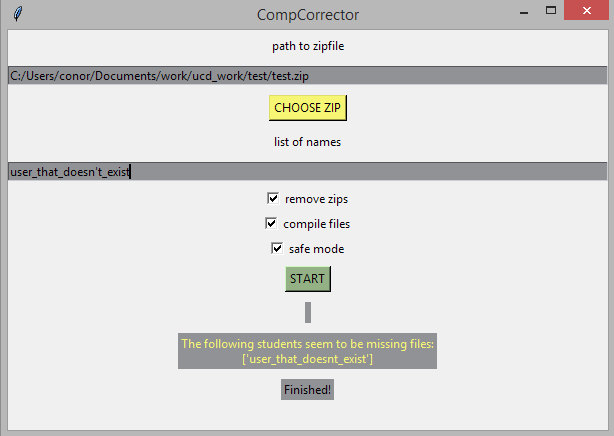 CompCorrector
path to zipfile
C:/Users/conor/Documents/work/ucd_work/test/test.zip
CHOOSE ZIP
list of names
user_that_doesn't_exist
remove zips
compile files
safe mode
START
The following students seem to be missing files:
['user_that_doesnt_exist']
Finished!